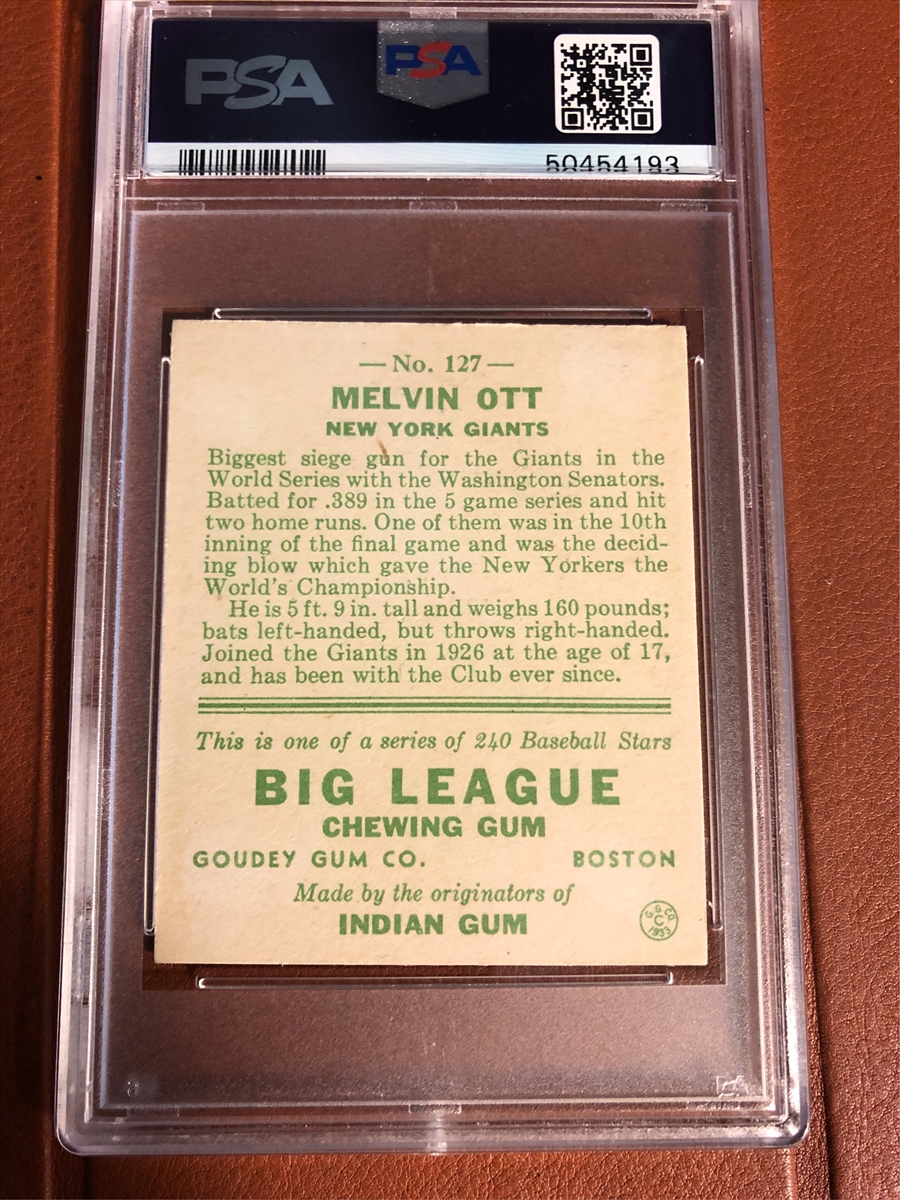 PSA
PSA
50454193
— No. 127 —
MELVIN OTT
NEW YORK GIANTS
Biggest siege gun for the Giants in the
World Series with the Washington Senators.
Batted for .389 in the 5 game series and hit
two home runs. One of them was in the 10th
inning of the final game and was the decid-
ing blow which gave the New Yorkers the
World's Championship.
He is 5 ft. 9 in. tall and weighs 160 pounds;
bats left-handed, but throws right-handed.
Joined the Giants in 1926 at the age of 17,
and has been with the Club ever since.
This is one of a series of 240 Baseball Stars
BIG LEAGUE
CHEWING GUM
GOUDEY GUM CO. BOSTON
Made by the originators of
INDIAN GUM
G. G. CO.
C
1933